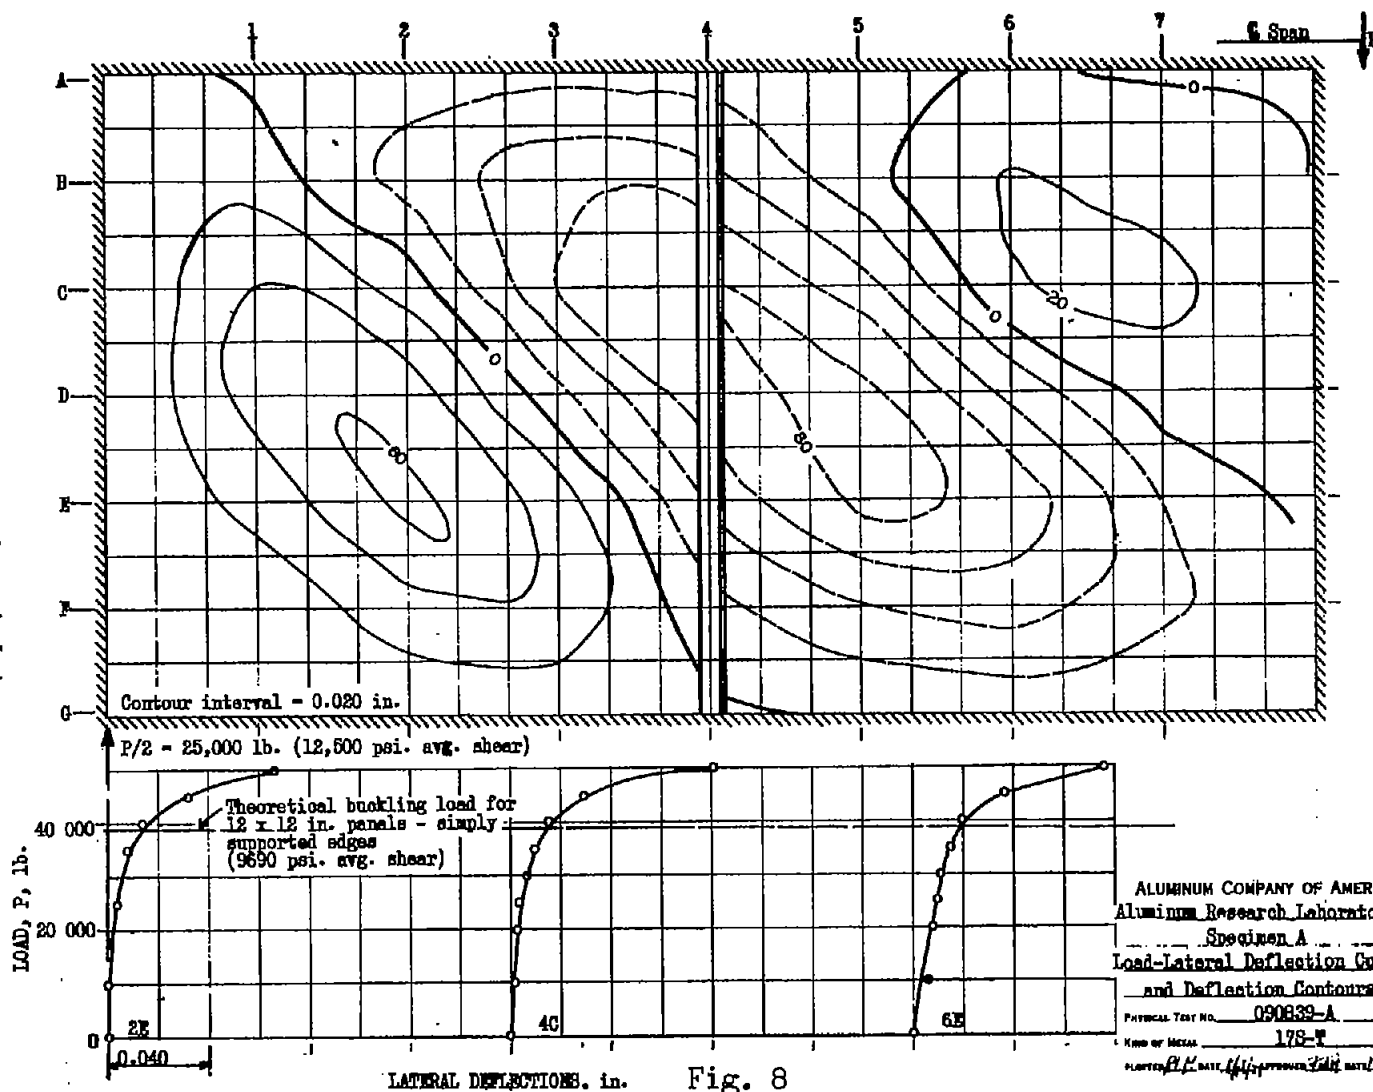 1 2 3 4 5 6 7
℄ Span
A
B
C
D
E
F
G
0
0
20
0
80
80
Contour interval = 0.020 in.
P/2 = 25,000 lb. (12,500 psi. avg. shear)
Theoretical buckling load for
12 x 12 in. panels - simply
supported edges
(9690 psi. avg. shear)
LOAD, P, lb.
40 000
20 000
0
2E
4C
6E
0.040
LATERAL DEFLECTIONS. in.
Fig. 8
ALUMINUM COMPANY OF AMER
Aluminum Research Laborato
Specimen A
Load-Lateral Deflection Cu
and Deflection Contours
PHYSICAL TEST No. 090839-A
KIND OF METAL 17S-T
PLOTTED DATE APPROVED DATE